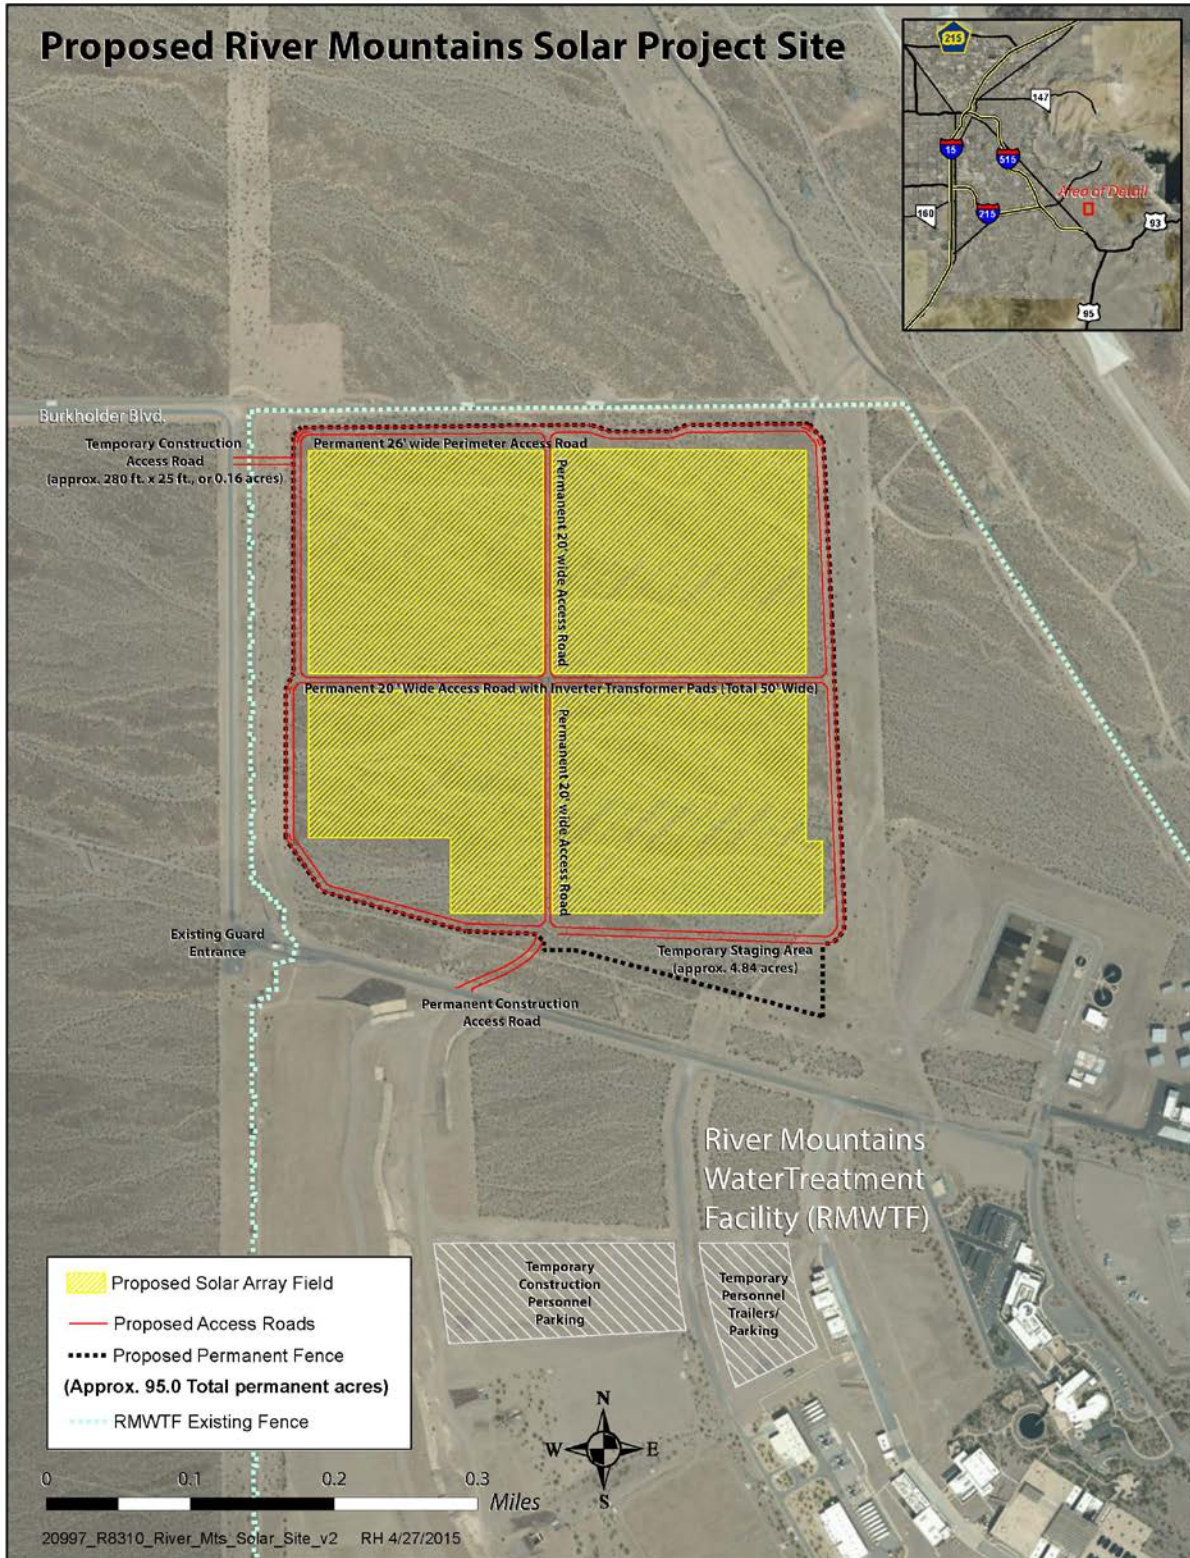 Proposed River Mountains Solar Project Site
215
147
15
515
Area of Detail
160
215
93
95
Burkholder Blvd.
Temporary Construction
Access Road
(approx. 280 ft. x 25 ft., or 0.16 acres)
Permanent 26' wide Perimeter Access Road
Permanent 20' wide Access Road
Permanent 20' Wide Access Road with Inverter Transformer Pads (Total 50' Wide)
Permanent 20' wide Access Road
Existing Guard
Entrance
Temporary Staging Area
(approx. 4.84 acres)
Permanent Construction
Access Road
River Mountains
WaterTreatment
Facility (RMWTF)
Temporary
Construction
Personnel
Parking
Temporary
Personnel
Trailers/
Parking
Proposed Solar Array Field
Proposed Access Roads
Proposed Permanent Fence
(Approx. 95.0 Total permanent acres)
RMWTF Existing Fence
N
W E
S
0 0.1 0.2 0.3
Miles
20997_R8310_River_Mts_Solar_Site_v2 RH 4/27/2015